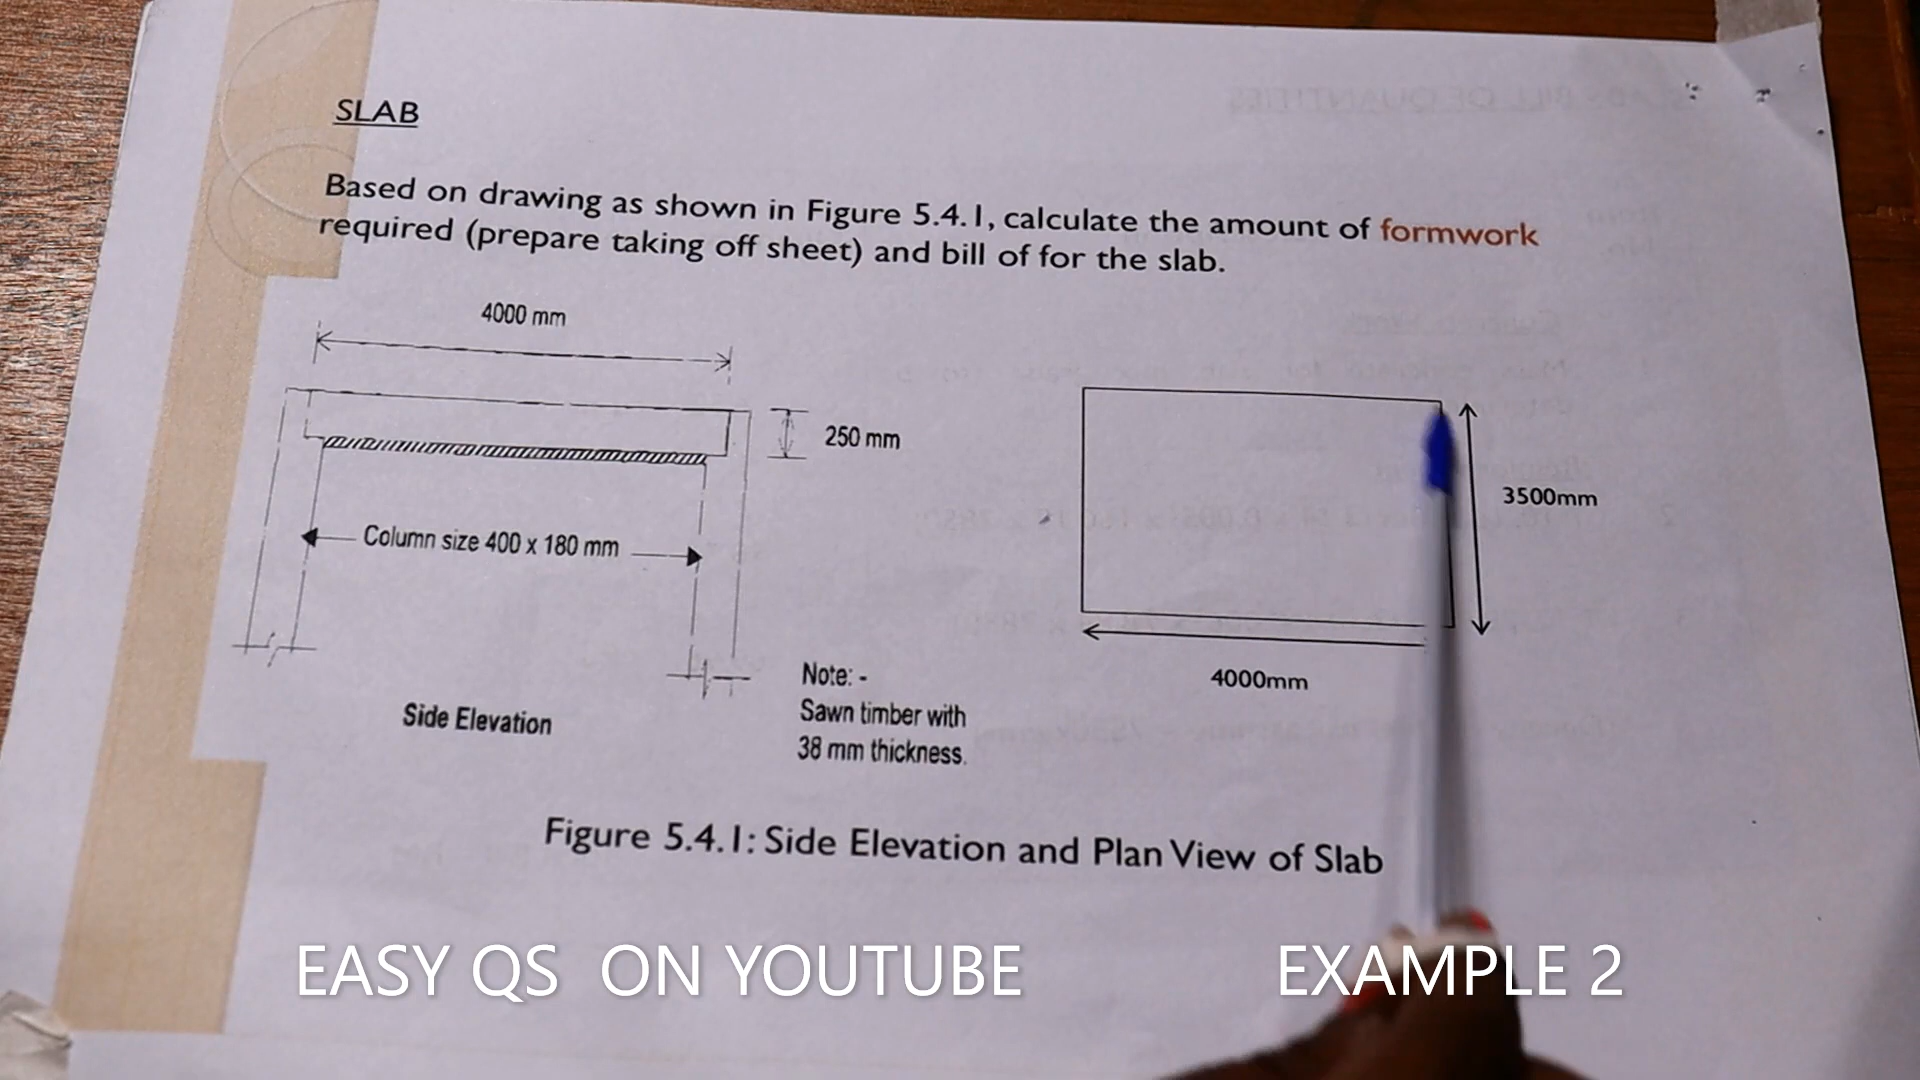 SLAB
Based on drawing as shown in Figure 5.4.1, calculate the amount of formwork
required (prepare taking off sheet) and bill of for the slab.
4000 mm
250 mm
Column size 400 x 180 mm
3500mm
4000mm
Note: -
Sawn timber with
38 mm thickness.
Side Elevation
Figure 5.4.1: Side Elevation and Plan View of Slab
EASY QS ON YOUTUBE
EXAMPLE 2